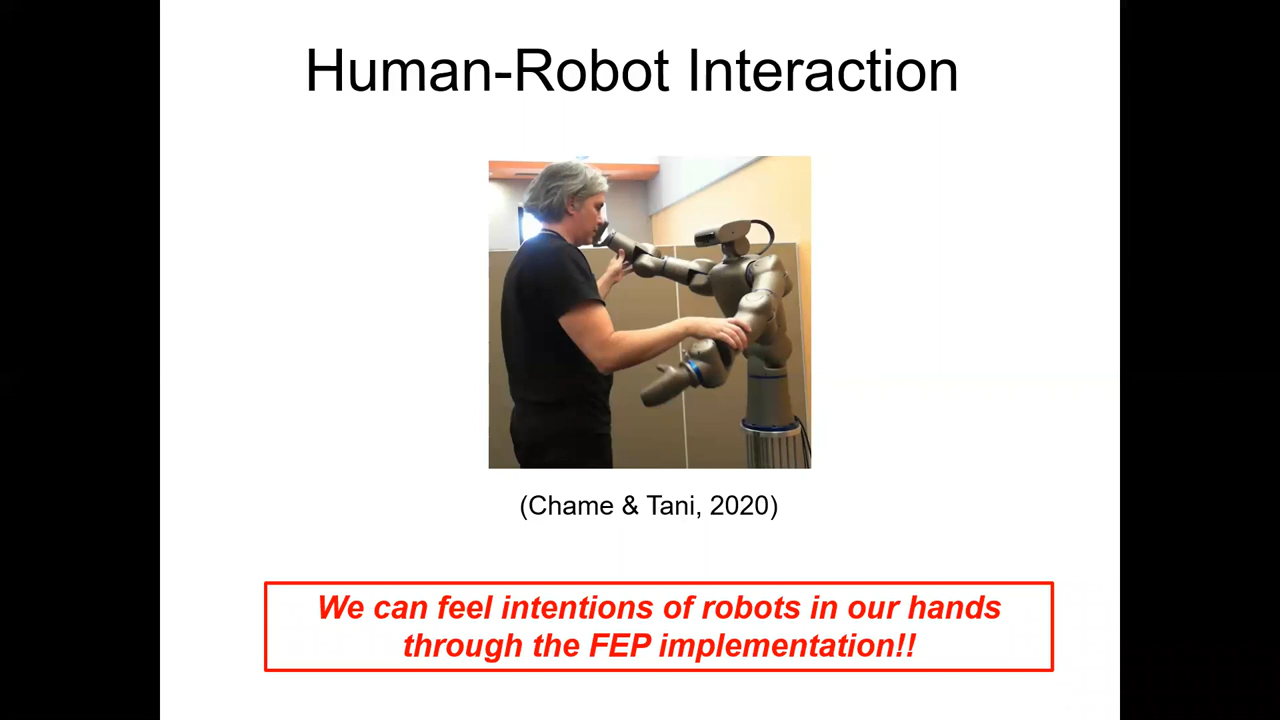 Human-Robot Interaction
(Chame & Tani, 2020)
We can feel intentions of robots in our hands
through the FEP implementation!!